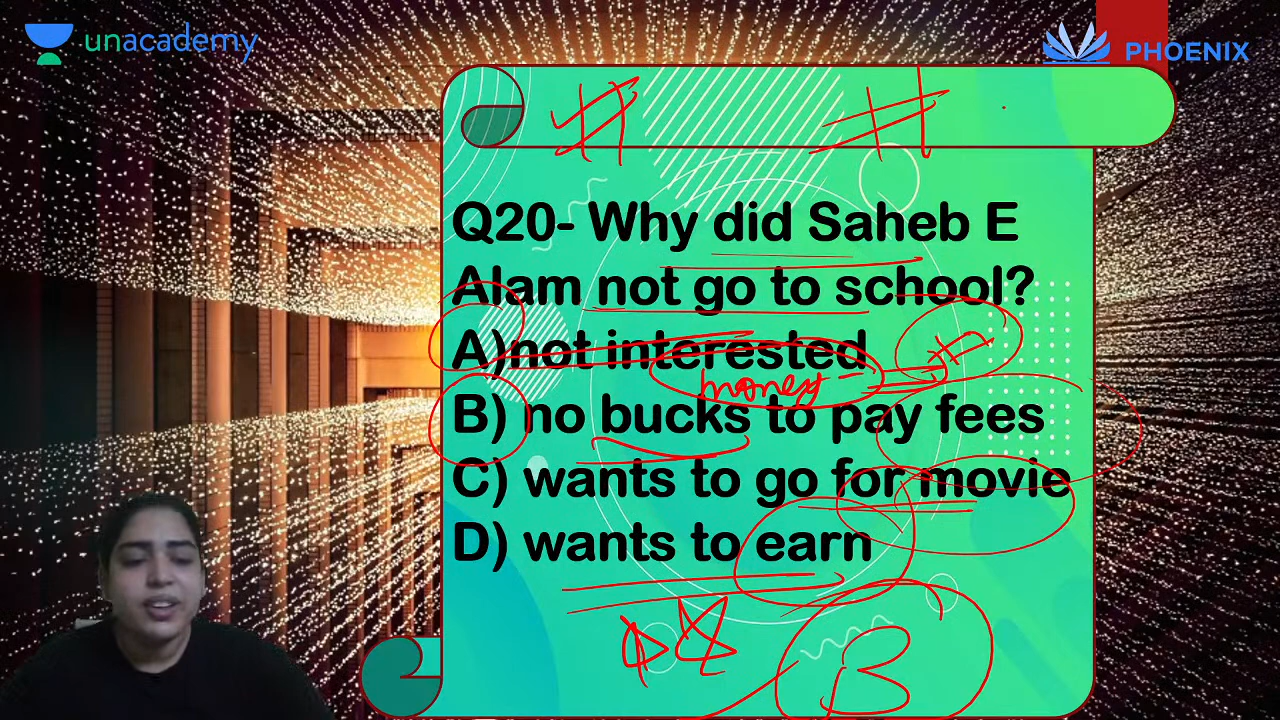 unacademy
PHOENIX
Q20- Why did Saheb E
Alam not go to school?
A)not interested
money
B) no bucks to pay fees
C) wants to go for movie
D) wants to earn
B